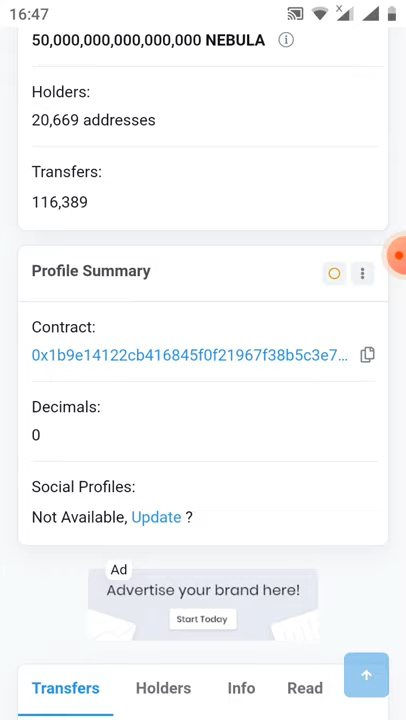 16:47
50,000,000,000,000,000 NEBULA
Holders:
20,669 addresses
Transfers:
116,389
Profile Summary
Contract:
0x1b9e14122cb416845f0f21967f38b5c3e7...
Decimals:
0
Social Profiles:
Not Available, Update ?
Ad
Advertise your brand here!
Start Today
Transfers Holders Info Read